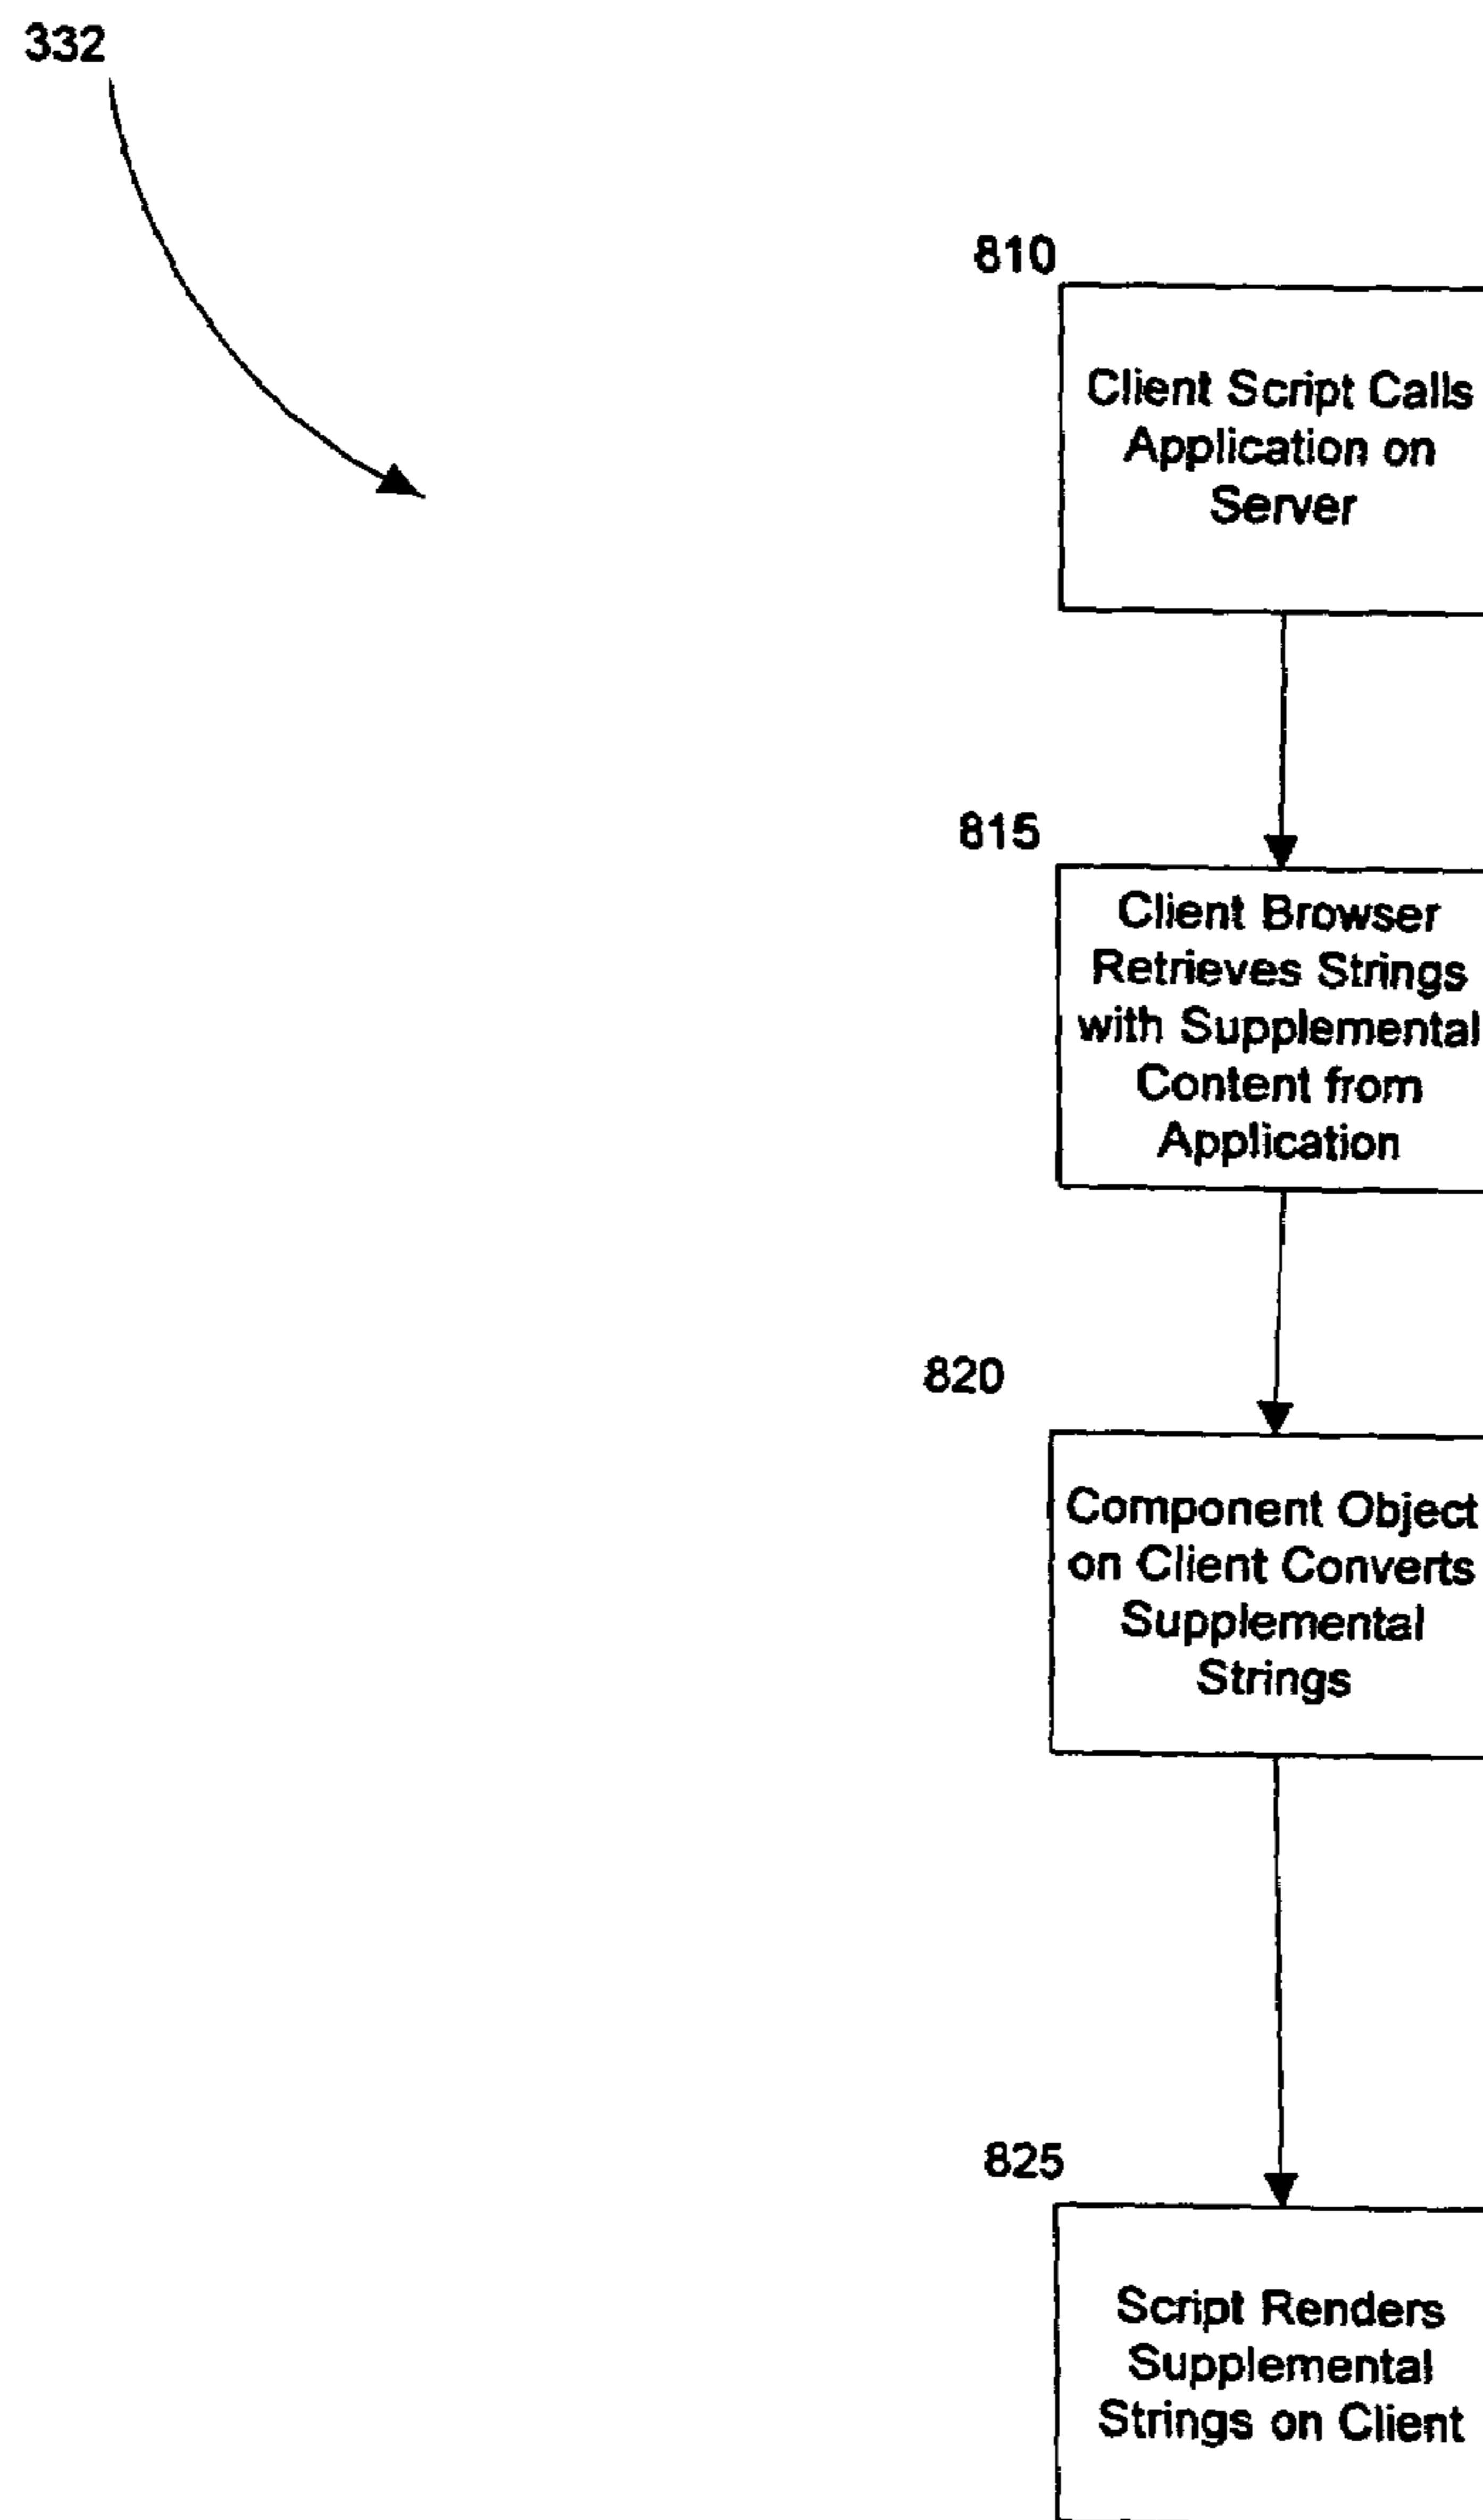 332
810
Client Script Calls
Application on
Server
815
Client Browser
Retrieves Strings
with Supplemental
Content from
Application
820
Component Object
on Client Converts
Supplemental
Strings
825
Script Renders
Supplemental
Strings on Client